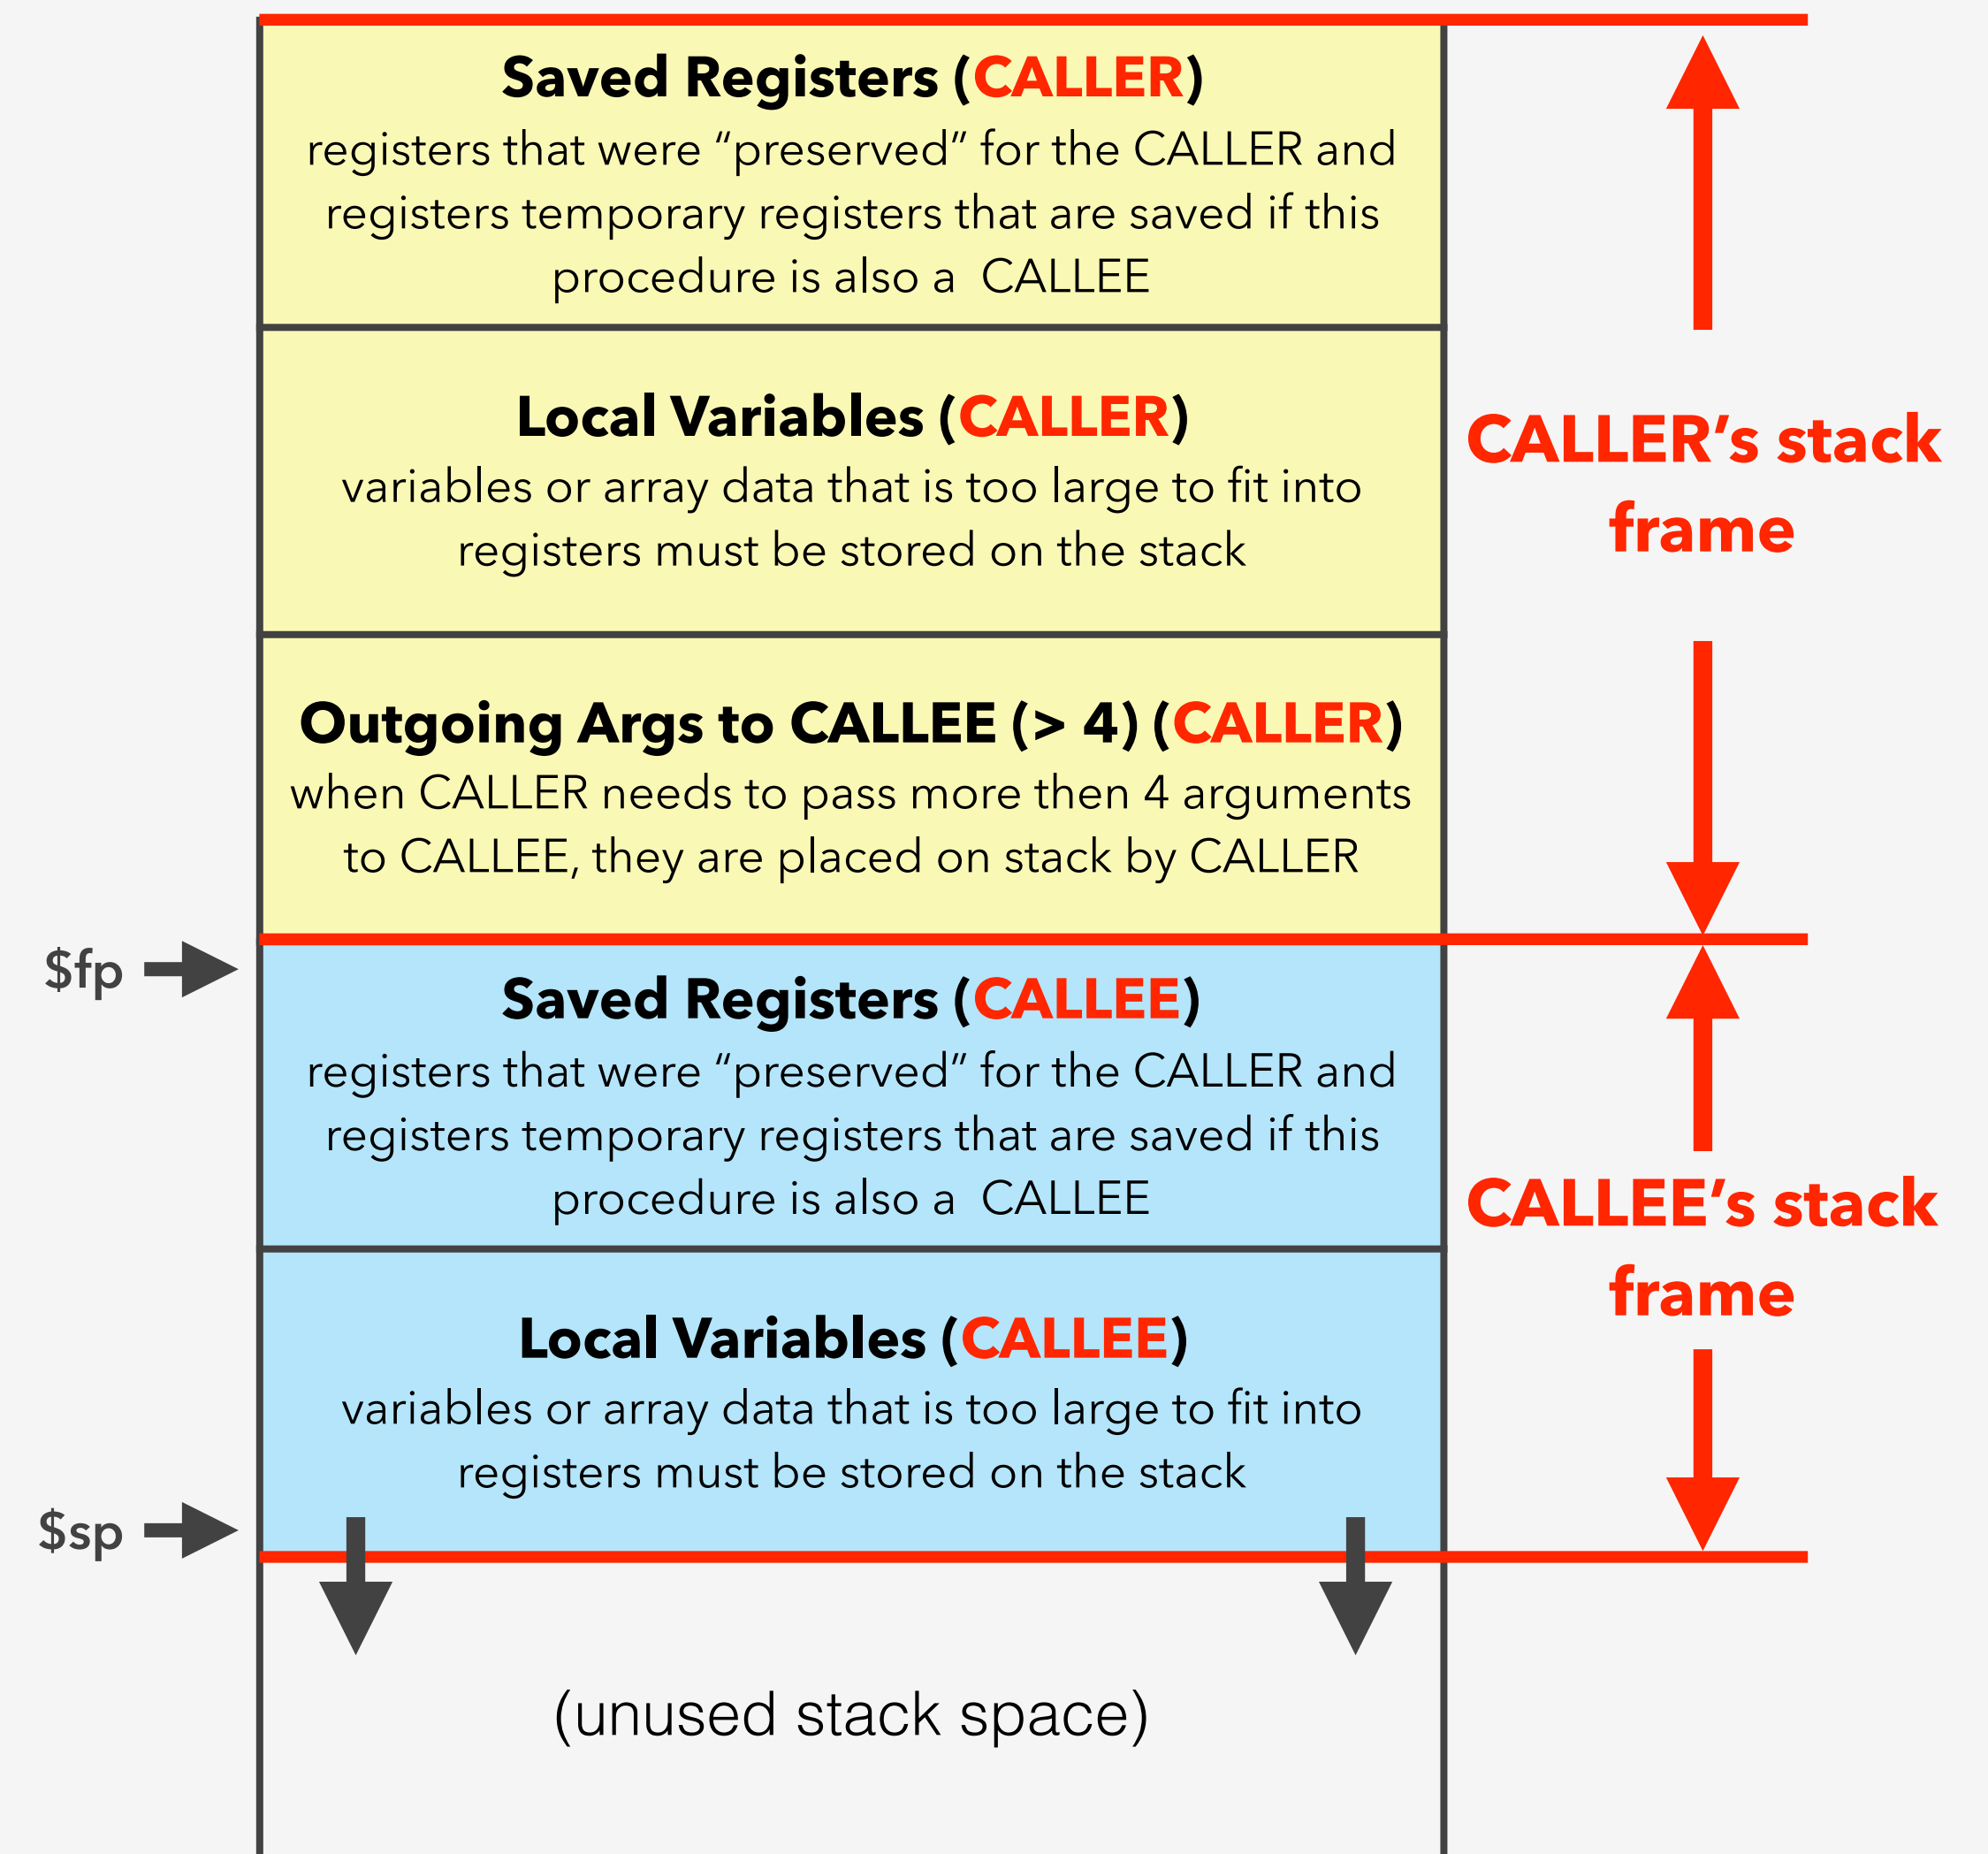 Saved Registers (CALLER)
registers that were “preserved” for the CALLER and
registers temporary registers that are saved if this
procedure is also a CALLEE
Local Variables (CALLER)
variables or array data that is too large to fit into
registers must be stored on the stack
CALLER’s stack
frame
Outgoing Args to CALLEE (> 4) (CALLER)
when CALLER needs to pass more then 4 arguments
to CALLEE, they are placed on stack by CALLER
$fp
Saved Registers (CALLEE)
registers that were “preserved” for the CALLER and
registers temporary registers that are saved if this
procedure is also a CALLEE
CALLEE’s stack
frame
Local Variables (CALLEE)
variables or array data that is too large to fit into
registers must be stored on the stack
$sp
(unused stack space)